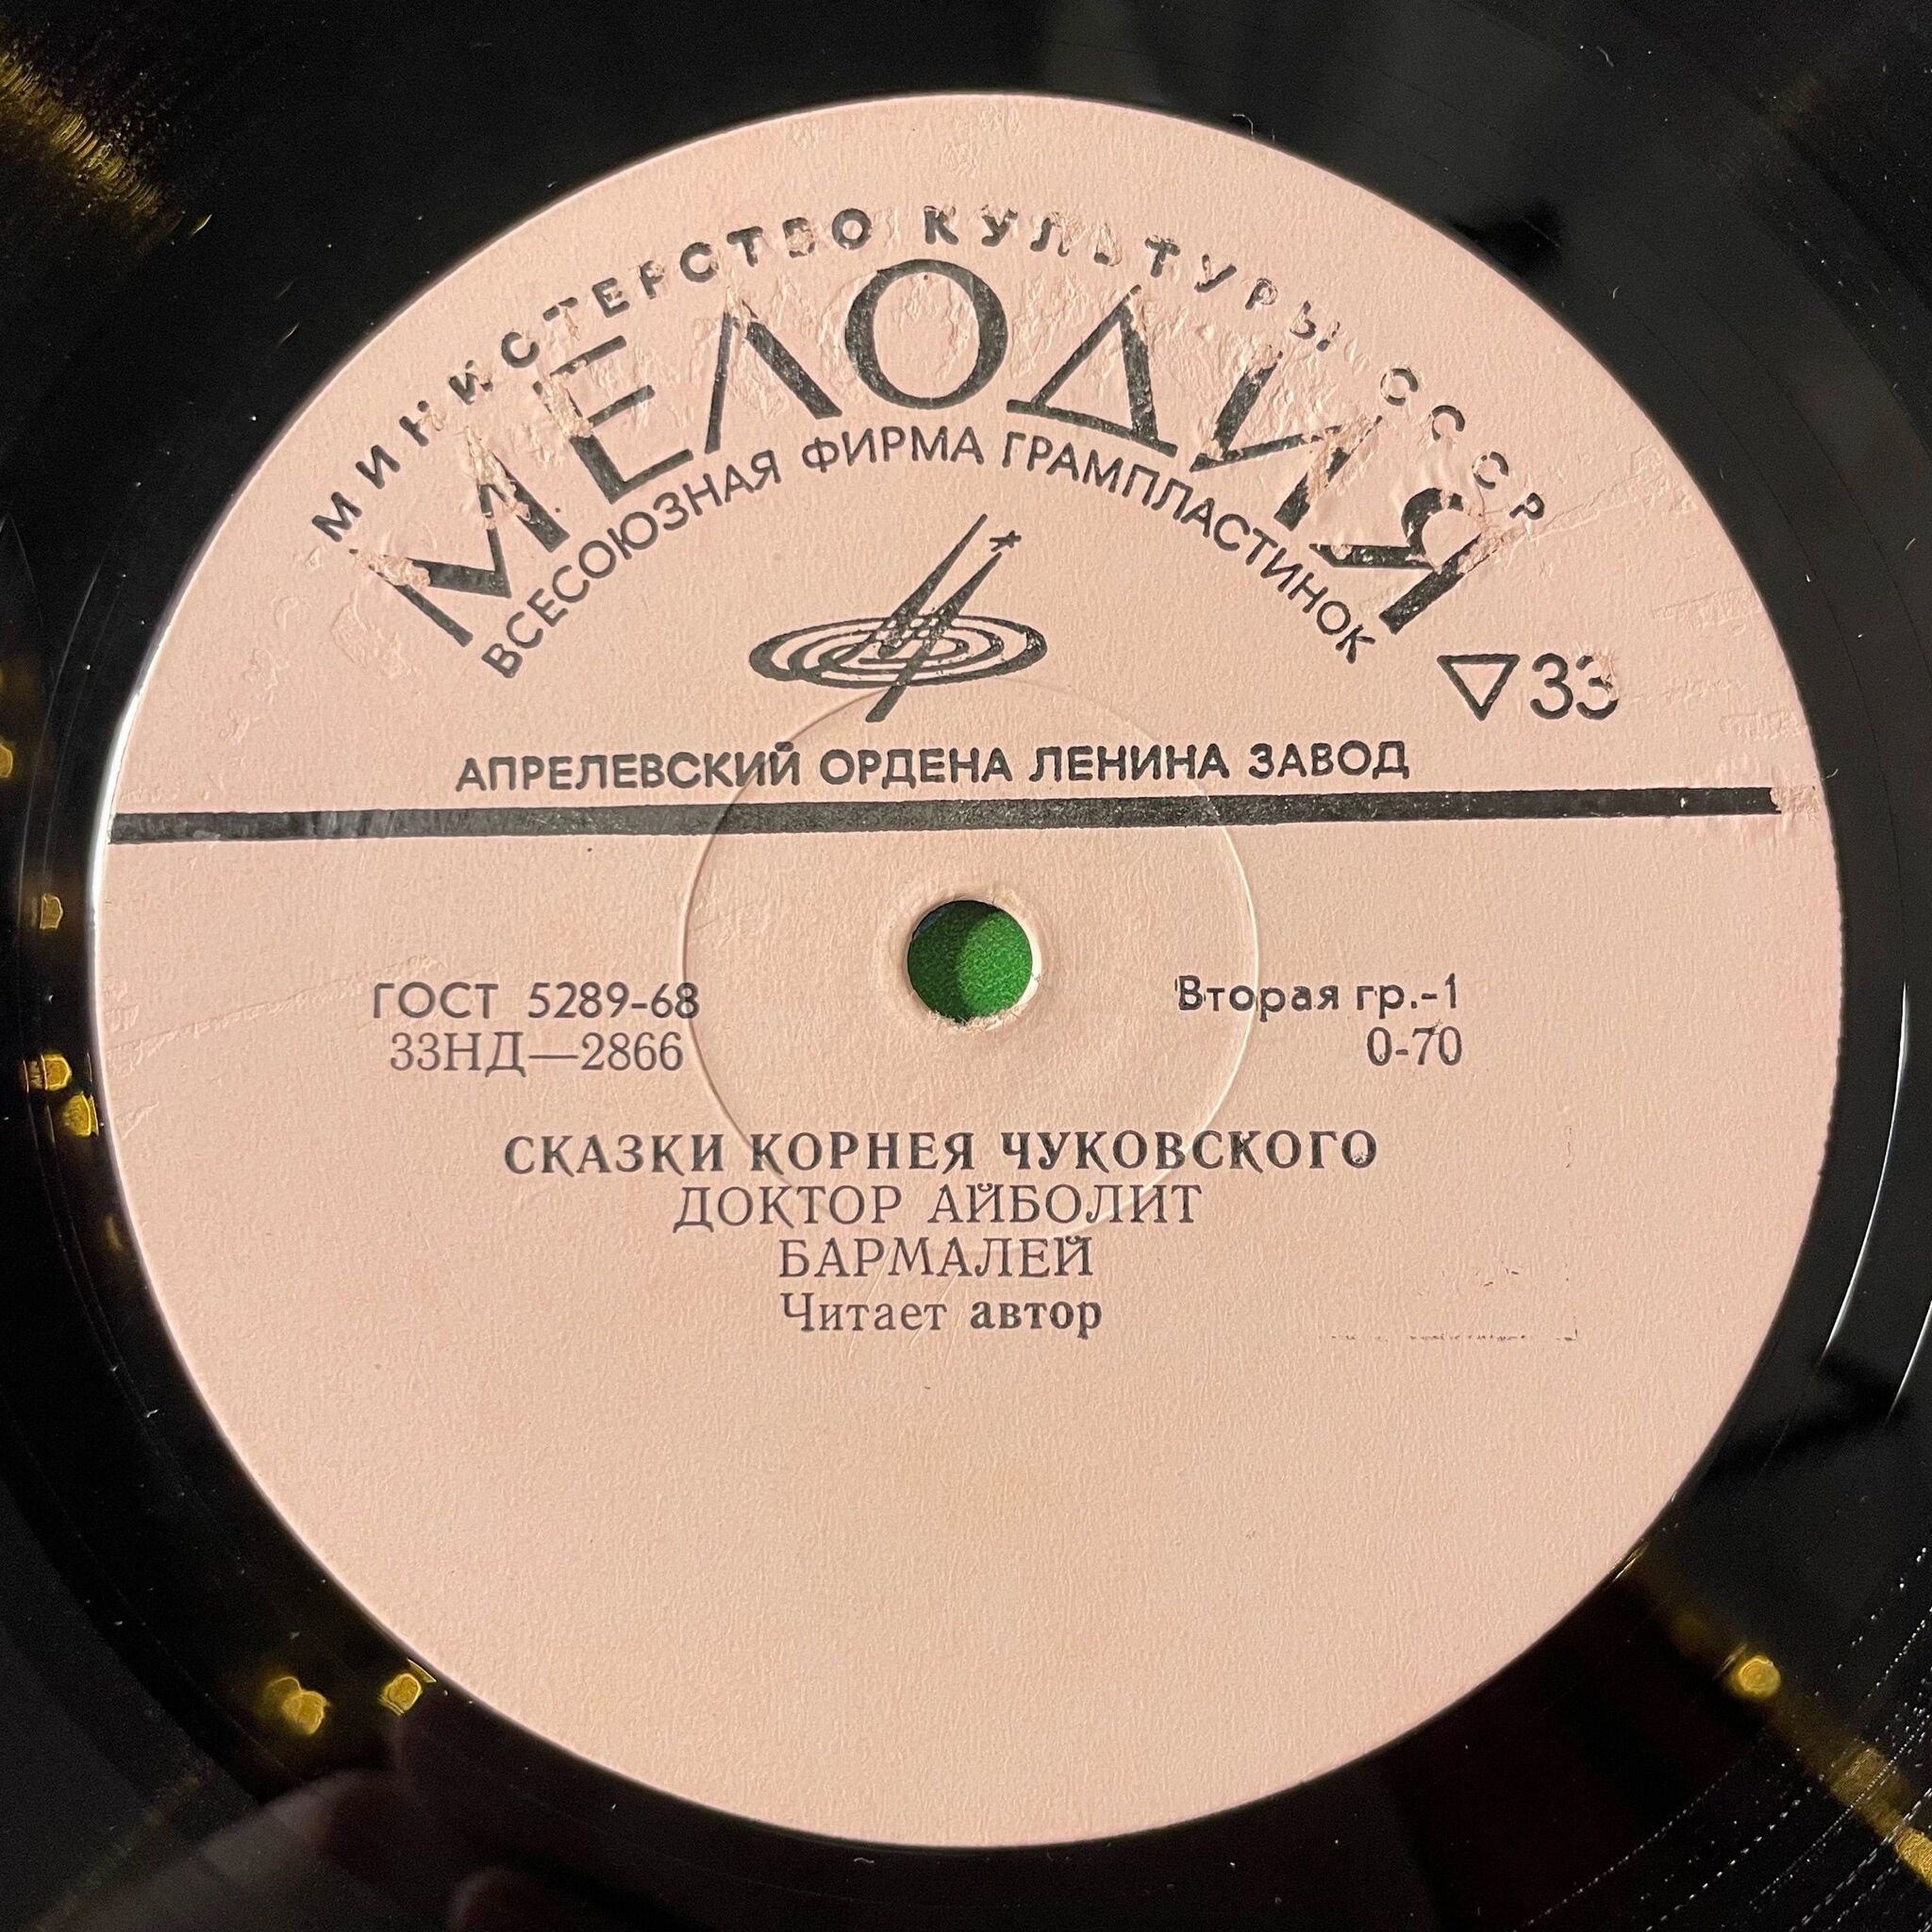 МИНИСТЕРСТВО КУЛЬТУРЫ СССР
МЕЛОДИЯ
ВСЕСОЮЗНАЯ ФИРМА ГРАМПЛАСТИНОК
▽33
АПРЕЛЕВСКИЙ ОРДЕНА ЛЕНИНА ЗАВОД
ГОСТ 5289-68
33НД—2866
Вторая гр.-1
0-70
СКАЗКИ КОРНЕЯ ЧУКОВСКОГО
ДОКТОР АЙБОЛИТ
БАРМАЛЕЙ
Читает автор